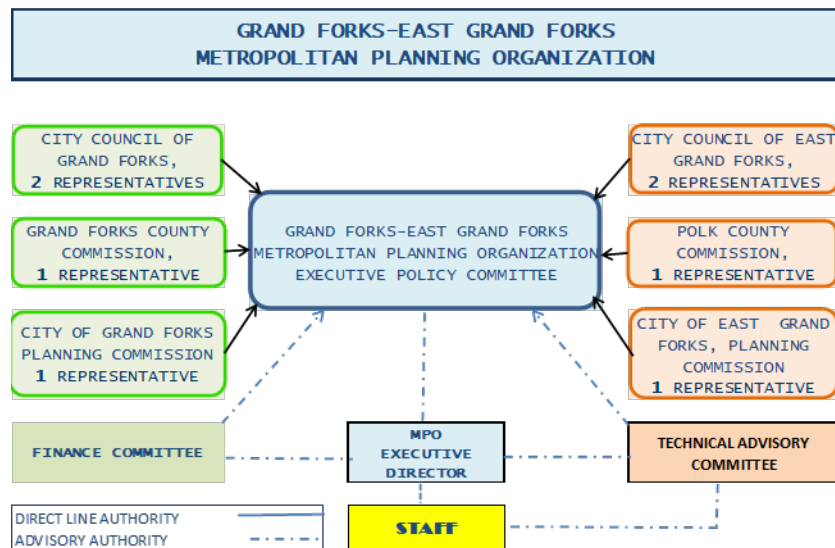 GRAND FORKS-EAST GRAND FORKS
METROPOLITAN PLANNING ORGANIZATION
CITY COUNCIL OF
GRAND FORKS,
2 REPRESENTATIVES
CITY COUNCIL OF EAST
GRAND FORKS,
2 REPRESENTATIVES
GRAND FORKS COUNTY
COMMISSION,
1 REPRESENTATIVE
GRAND FORKS-EAST GRAND FORKS
METROPOLITAN PLANNING ORGANIZATION
EXECUTIVE POLICY COMMITTEE
POLK COUNTY
COMMISSION,
1 REPRESENTATIVE
CITY OF GRAND FORKS
PLANNING COMMISSION
1 REPRESENTATIVE
CITY OF EAST GRAND
FORKS, PLANNING
COMMISSION
1 REPRESENTATIVE
FINANCE COMMITTEE
MPO
EXECUTIVE
DIRECTOR
TECHNICAL ADVISORY
COMMITTEE
DIRECT LINE AUTHORITY
ADVISORY AUTHORITY
STAFF